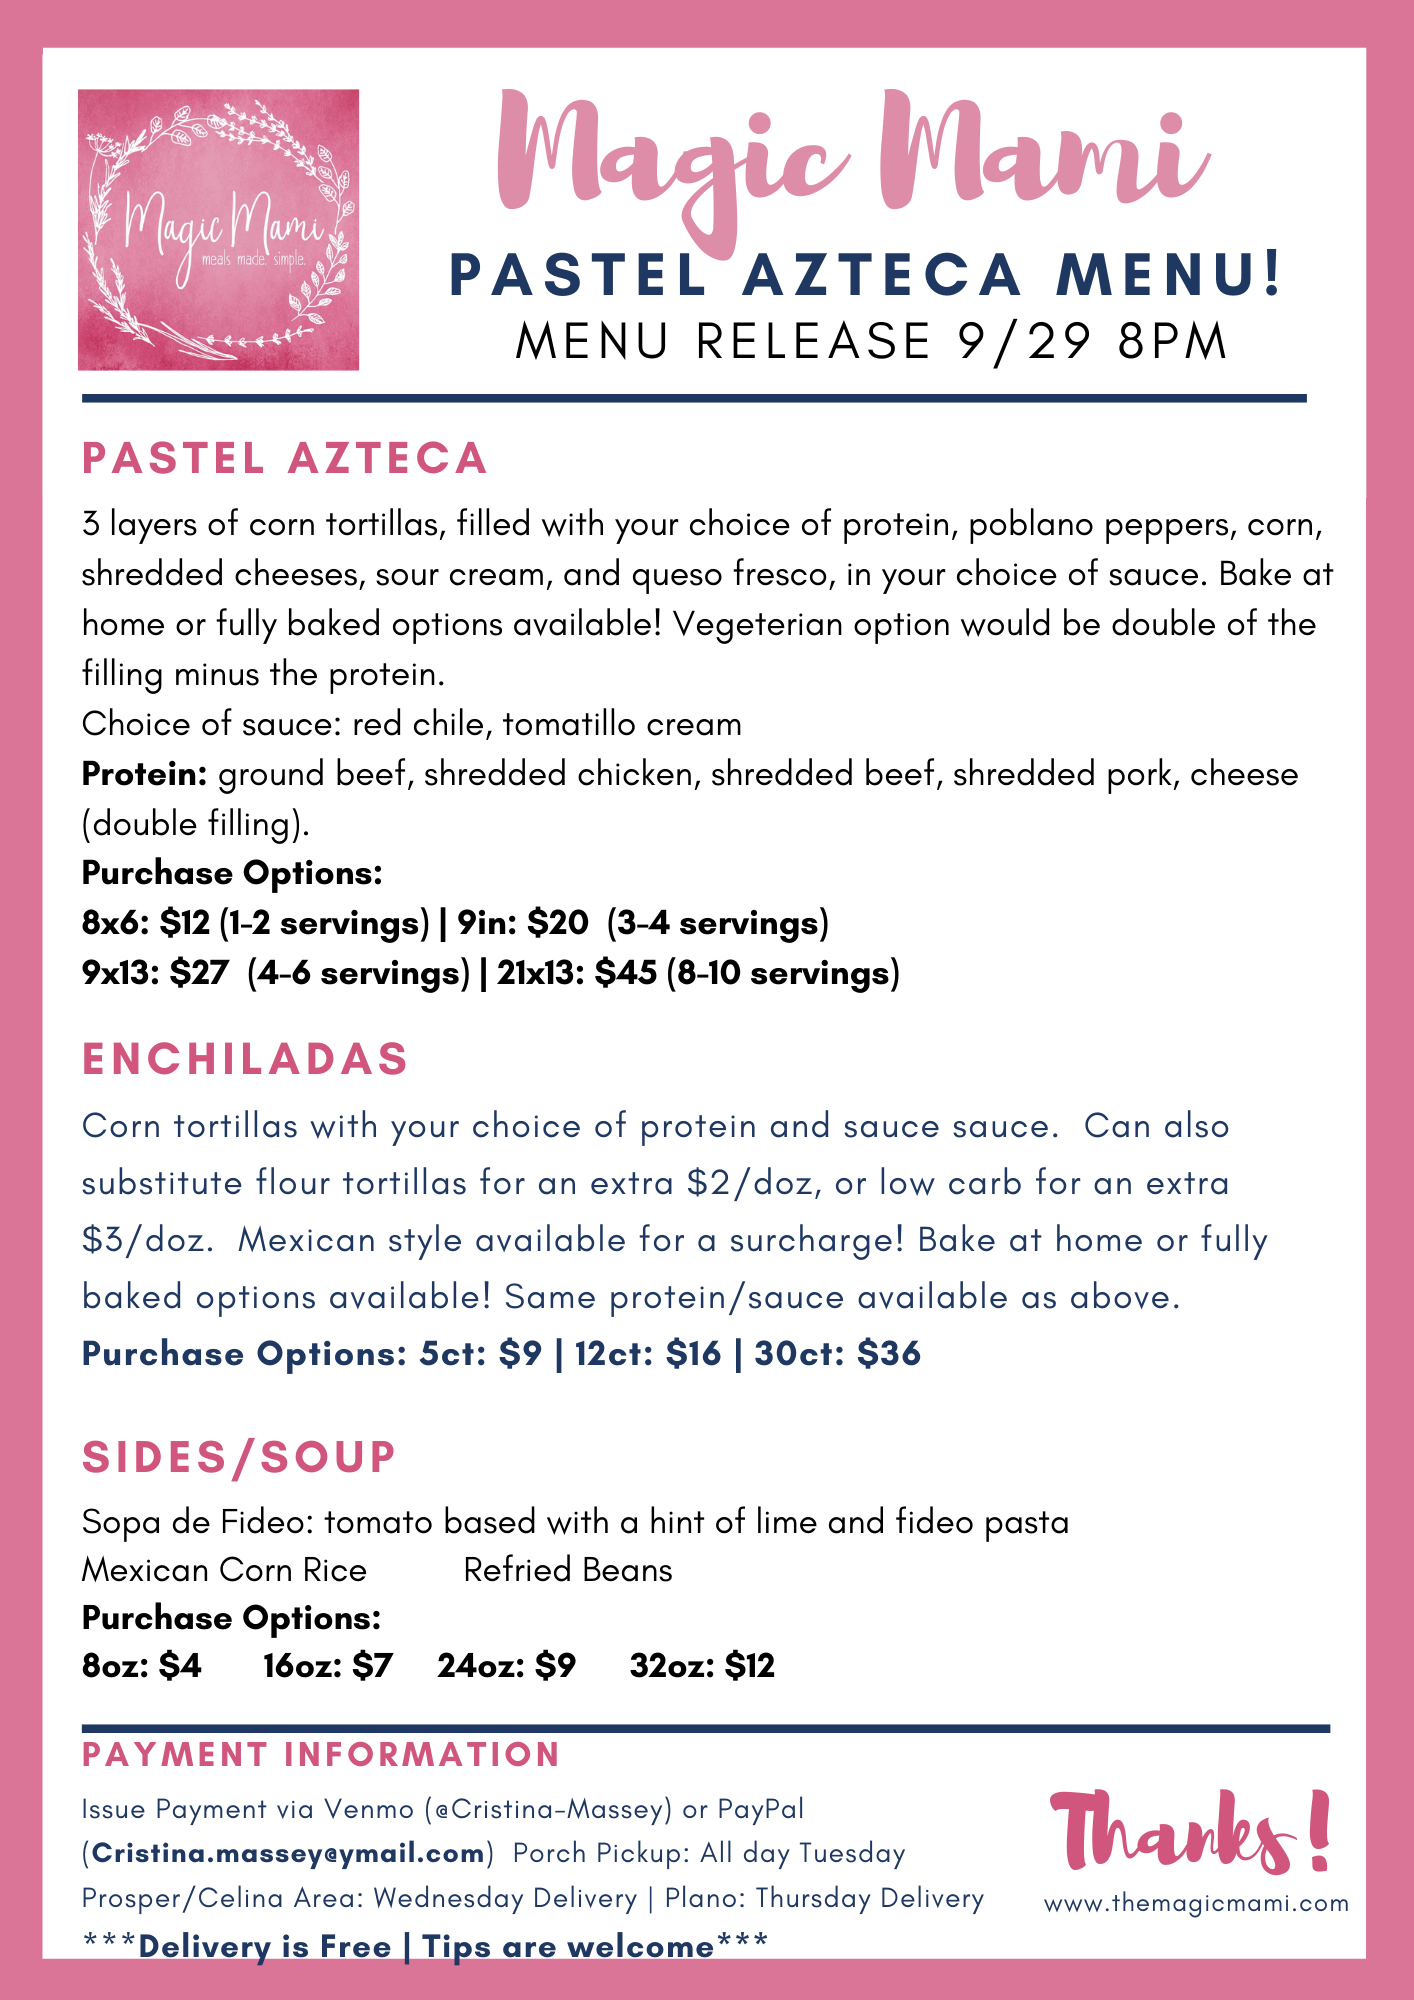 Magic Mami
meals made. simple.
Magic Mami
PASTEL AZTECA MENU!
MENU RELEASE 9/29 8PM
PASTEL AZTECA
3 layers of corn tortillas, filled with your choice of protein, poblano peppers, corn,
shredded cheeses, sour cream, and queso fresco, in your choice of sauce. Bake at
home or fully baked options available! Vegeterian option would be double of the
filling minus the protein.
Choice of sauce: red chile, tomatillo cream
Protein: ground beef, shredded chicken, shredded beef, shredded pork, cheese
(double filling).
Purchase Options:
8x6: $12 (1-2 servings) | 9in: $20 (3-4 servings)
9x13: $27 (4-6 servings) | 21x13: $45 (8-10 servings)
ENCHILADAS
Corn tortillas with your choice of protein and sauce sauce. Can also
substitute flour tortillas for an extra $2/doz, or low carb for an extra
$3/doz. Mexican style available for a surcharge! Bake at home or fully
baked options available! Same protein/sauce available as above.
Purchase Options: 5ct: $9 | 12ct: $16 | 30ct: $36
SIDES/SOUP
Sopa de Fideo: tomato based with a hint of lime and fideo pasta
Mexican Corn Rice Refried Beans
Purchase Options:
8oz: $4 16oz: $7 24oz: $9 32oz: $12
PAYMENT INFORMATION
Issue Payment via Venmo (@Cristina-Massey) or PayPal
(Cristina.massey@ymail.com) Porch Pickup: All day Tuesday
Prosper/Celina Area: Wednesday Delivery | Plano: Thursday Delivery
***Delivery is Free | Tips are welcome***
Thanks!
www.themagicmami.com